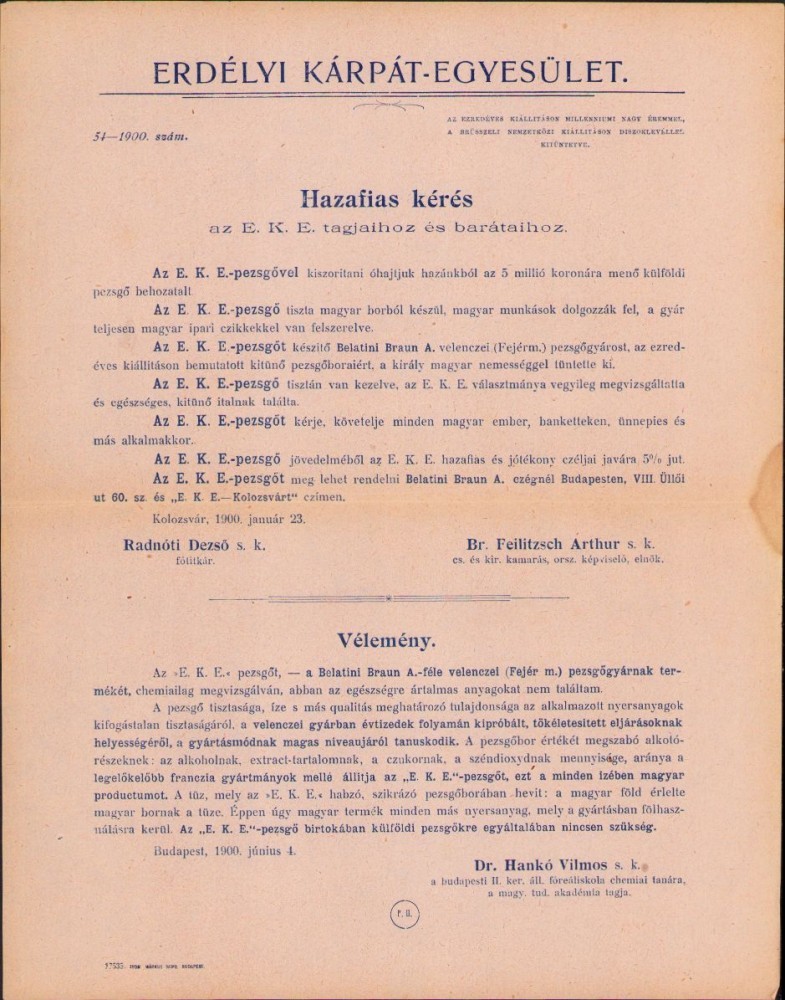 ERDÉLYI KÁRPÁT-EGYESÜLET.
54—1900. szám.
AZ EZREDÉVES KIÁLLITÁSON MILLENNIUMI NAGY ÉREMMEL,
A BRÜSSZELI NEMZETKÖZI KIÁLLITÁSON DISZOKLEVÉLLEL
KITÜNTETVE.
Hazafias kérés
az E. K. E. tagjaihoz és barátaihoz.
Az E. K. E.-pezsgővel kiszoritani óhajtjuk hazánkból az 5 millió koronára menő külföldi
pezsgő behozatalt
Az E. K. E.-pezsgő tiszta magyar borból készül, magyar munkások dolgozzák fel, a gyár
teljesen magyar ipari czikkekkel van felszerelve.
Az E. K. E.-pezsgőt készitő Belatini Braun A. velenczei (Fejérm.) pezsgőgyárost, az ezred-
éves kiállitáson bemutatott kitünő pezsgőboraiért, a király magyar nemességgel tüntette ki.
Az E. K. E.-pezsgő tisztán van kezelve, az E. K. E. választmánya vegyileg megvizsgáltatta
és egészséges, kitünő italnak találta.
Az E. K. E.-pezsgőt kérje, követelje minden magyar ember, banketteken, ünnepies és
más alkalmakkor.
Az E. K. E.-pezsgő jövedelméből az E. K. E. hazafias és jótékony czéljai javára 5% jut.
Az E. K. E.-pezsgőt meg lehet rendelni Belatini Braun A. czégnél Budapesten, VIII. Üllői
ut 60. sz. és „E. K. E.—Kolozsvárt" czimen.
Kolozsvár, 1900. január 23.
Radnóti Dezső s. k.
főtitkár.
Br. Feilitzsch Arthur s. k.
cs. és kir. kamarás, orsz. képviselő, elnök.
Vélemény.
Az »E. K. E.« pezsgőt, — a Belatini Braun A.-féle velenczei (Fejér m.) pezsgőgyárnak ter-
mékét, chemiailag megvizsgálván, abban az egészségre ártalmas anyagokat nem találtam.
A pezsgő tisztasága, íze s más qualitás meghatározó tulajdonsága az alkalmazott nyersanyagok
kifogástalan tisztaságáról, a velenczei gyárban évtizedek folyamán kipróbált, tökéletesitett eljárásoknak
helyességéről, a gyártásmódnak magas niveaujáról tanuskodik. A pezsgőbor értékét megszabó alkotó-
részeknek: az alkoholnak, extract-tartalomnak, a czukornak, a széndioxydnak mennyisége, aránya a
legelőkelőbb franczia gyártmányok mellé állitja az „E. K. E."-pezsgőt, ezt a minden ízében magyar
productumot. A tüz, mely az »E. K. E.« habzó, szikrázó pezsgőborában hevit: a magyar föld érlelte
magyar bornak a tüze. Éppen úgy magyar termék minden más nyersanyag, mely a gyártásban fölhasz-
nálásra kerül. Az „E. K. E."-pezsgő birtokában külföldi pezsgőkre egyáltalában nincsen szükség.
Budapest, 1900. június 4.
Dr. Hankó Vilmos s. k.
a budapesti II. ker. áll. főreáliskola chemiai tanára,
a magy. tud. akadémia tagja.